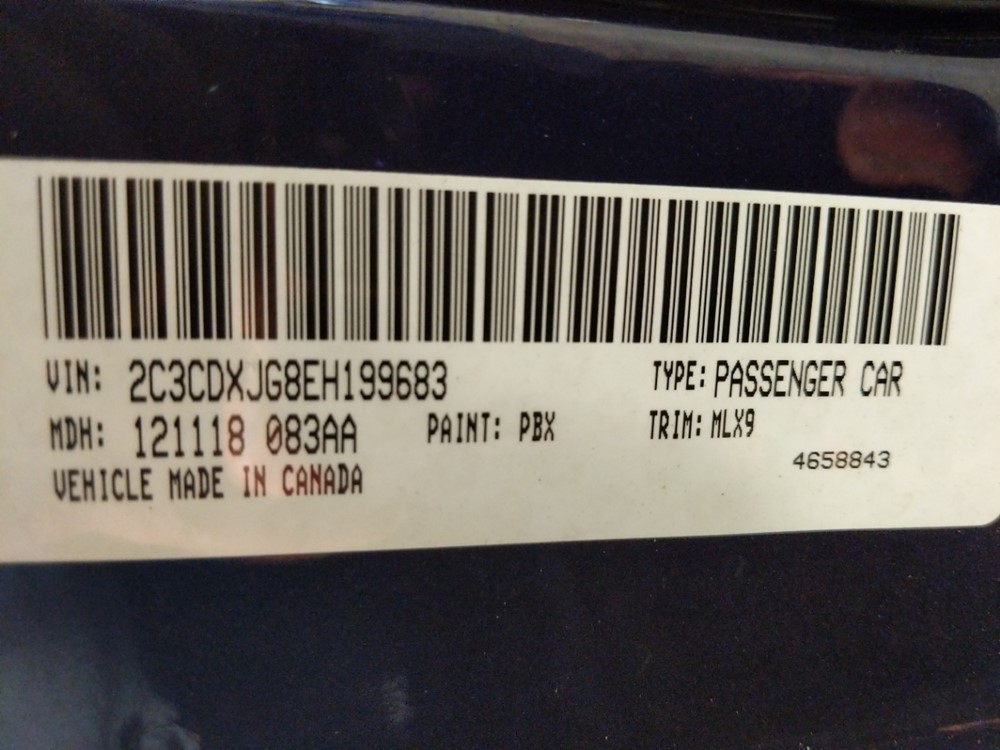 VIN: 2C3CDXJG8EH199683 TYPE: PASSENGER CAR
MDH: 121118 083AA PAINT: PBX TRIM: MLX9
4658843
VEHICLE MADE IN CANADA